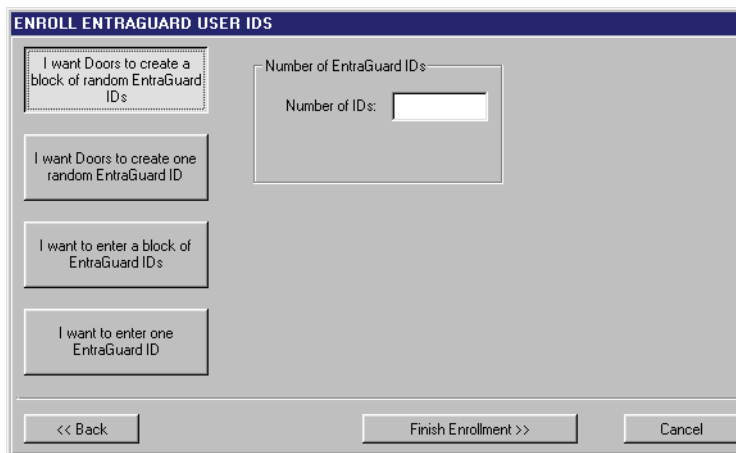 ENROLL ENTRAGUARD USER IDS
I want Doors to create a
block of random EntraGuard
IDs
Number of EntraGuard IDs
Number of IDs:
I want Doors to create one
random EntraGuard ID
I want to enter a block of
EntraGuard IDs
I want to enter one
EntraGuard ID
<< Back
Finish Enrollment >>
Cancel